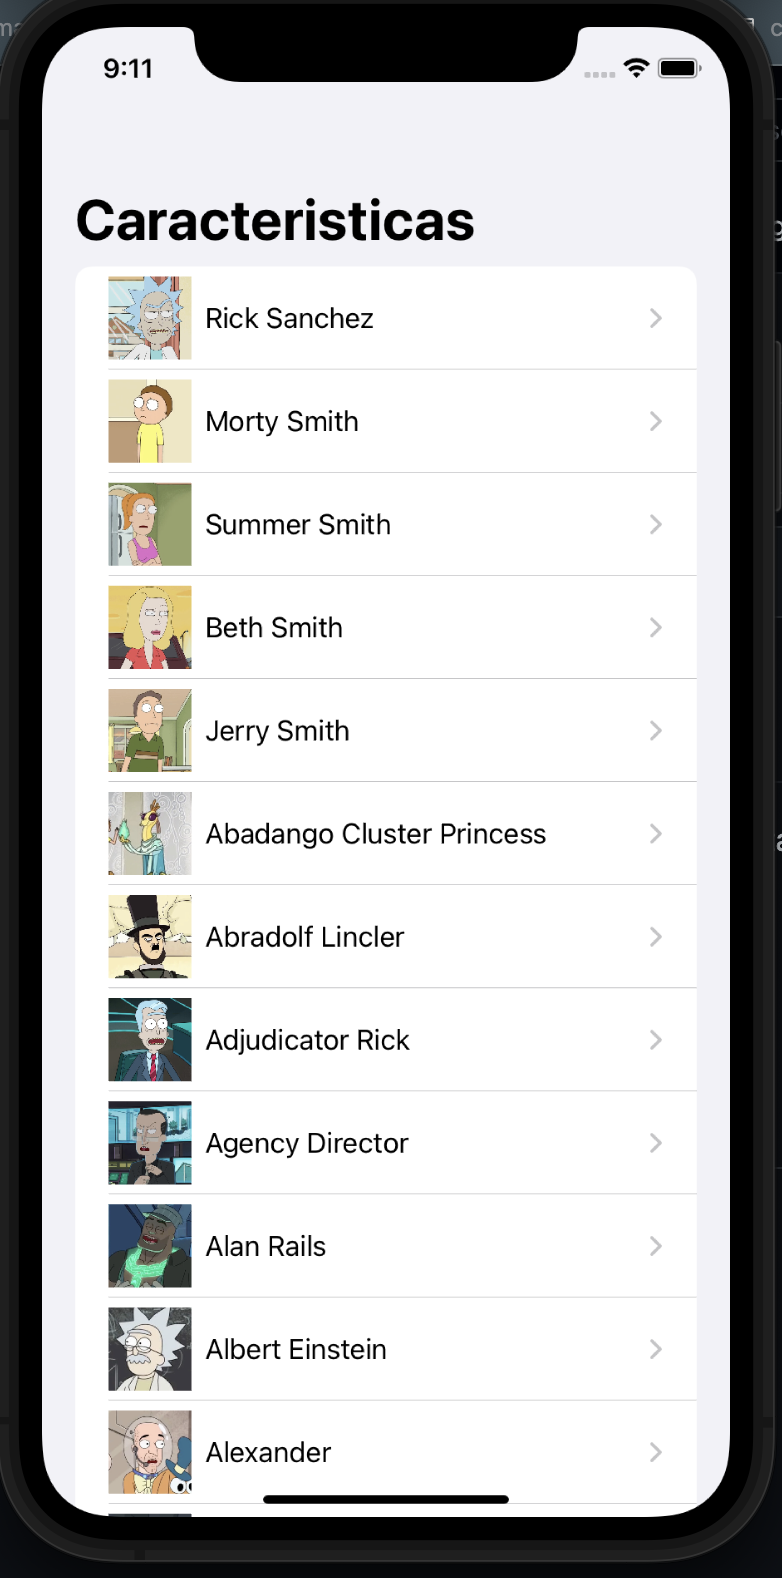 9:11
Caracteristicas
Rick Sanchez
Morty Smith
Summer Smith
Beth Smith
Jerry Smith
Abadango Cluster Princess
Abradolf Lincler
Adjudicator Rick
Agency Director
Alan Rails
Albert Einstein
Alexander